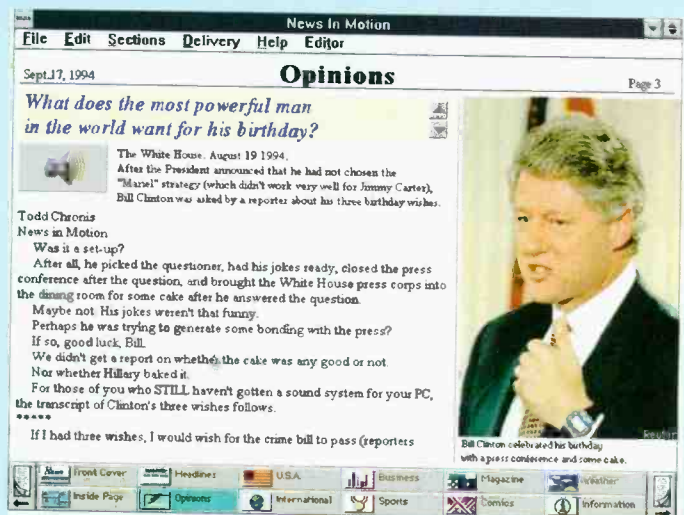 News In Motion
File Edit Sections Delivery Help Editor
Sept.17, 1994
Opinions
Page 3
What does the most powerful man
in the world want for his birthday?
The White House. August 19 1994.
After the President announced that he had not chosen the
"Mariel" strategy (which didn't work very well for Jimmy Carter),
Bill Clinton was asked by a reporter about his three birthday wishes.
Todd Chronis
News in Motion
Was it a set-up?
After all, he picked the questioner, had his jokes ready, closed the press
conference after the question, and brought the White House press corps into
the dining room for some cake after he answered the question.
Maybe not. His jokes weren't that funny.
Perhaps he was trying to generate some bonding with the press?
If so, good luck, Bill.
We didn't get a report on whether the cake was any good or not.
Nor whether Hillary baked it.
For those of you who STILL haven't gotten a sound system for your PC,
the transcript of Clinton's three wishes follows.
*****
If I had three wishes, I would wish for the crime bill to pass (reporters
Reuter
Bill Clinton celebrated his birthday
with a press conference and some cake.
Front Cover Headlines U.S.A. Business Magazine Weather
Inside Page Opinions International Sports Comics Information